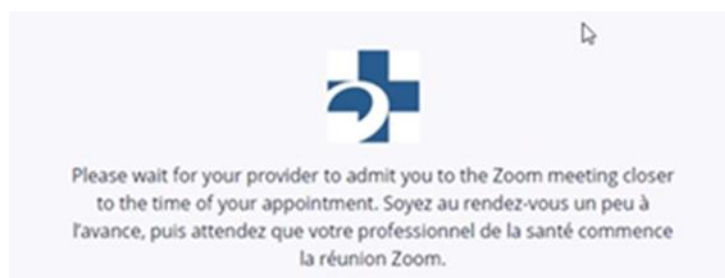 Please wait for your provider to admit you to the Zoom meeting closer
to the time of your appointment. Soyez au rendez-vous un peu à
l'avance, puis attendez que votre professionnel de la santé commence
la réunion Zoom.